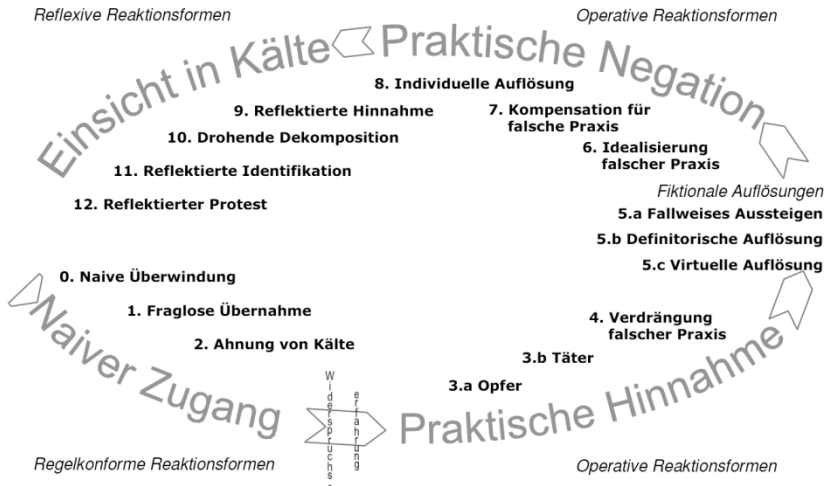 Reflexive Reaktionsformen
Operative Reaktionsformen
Einsicht in Kälte
Praktische Negation
8. Individuelle Auflösung
9. Reflektierte Hinnahme
7. Kompensation für
falsche Praxis
10. Drohende Dekomposition
6. Idealisierung
falscher Praxis
11. Reflektierte Identifikation
Fiktionale Auflösungen
12. Reflektierter Protest
5.a Fallweises Aussteigen
5.b Definitorische Auflösung
5.c Virtuelle Auflösung
0. Naive Überwindung
1. Fraglose Übernahme
4. Verdrängung
falscher Praxis
2. Ahnung von Kälte
3.b Täter
3.a Opfer
Naiver Zugang
Widerspruchs-
erfahrung
Praktische Hinnahme
Regelkonforme Reaktionsformen
Operative Reaktionsformen